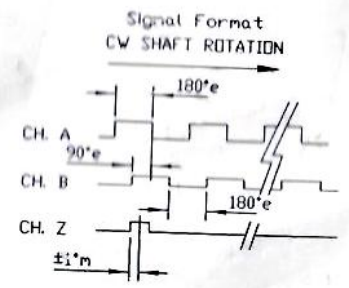 Signal Format
CW SHAFT ROTATION
180°e
CH. A
90°e
CH. B
180°e
CH. Z
±1°m